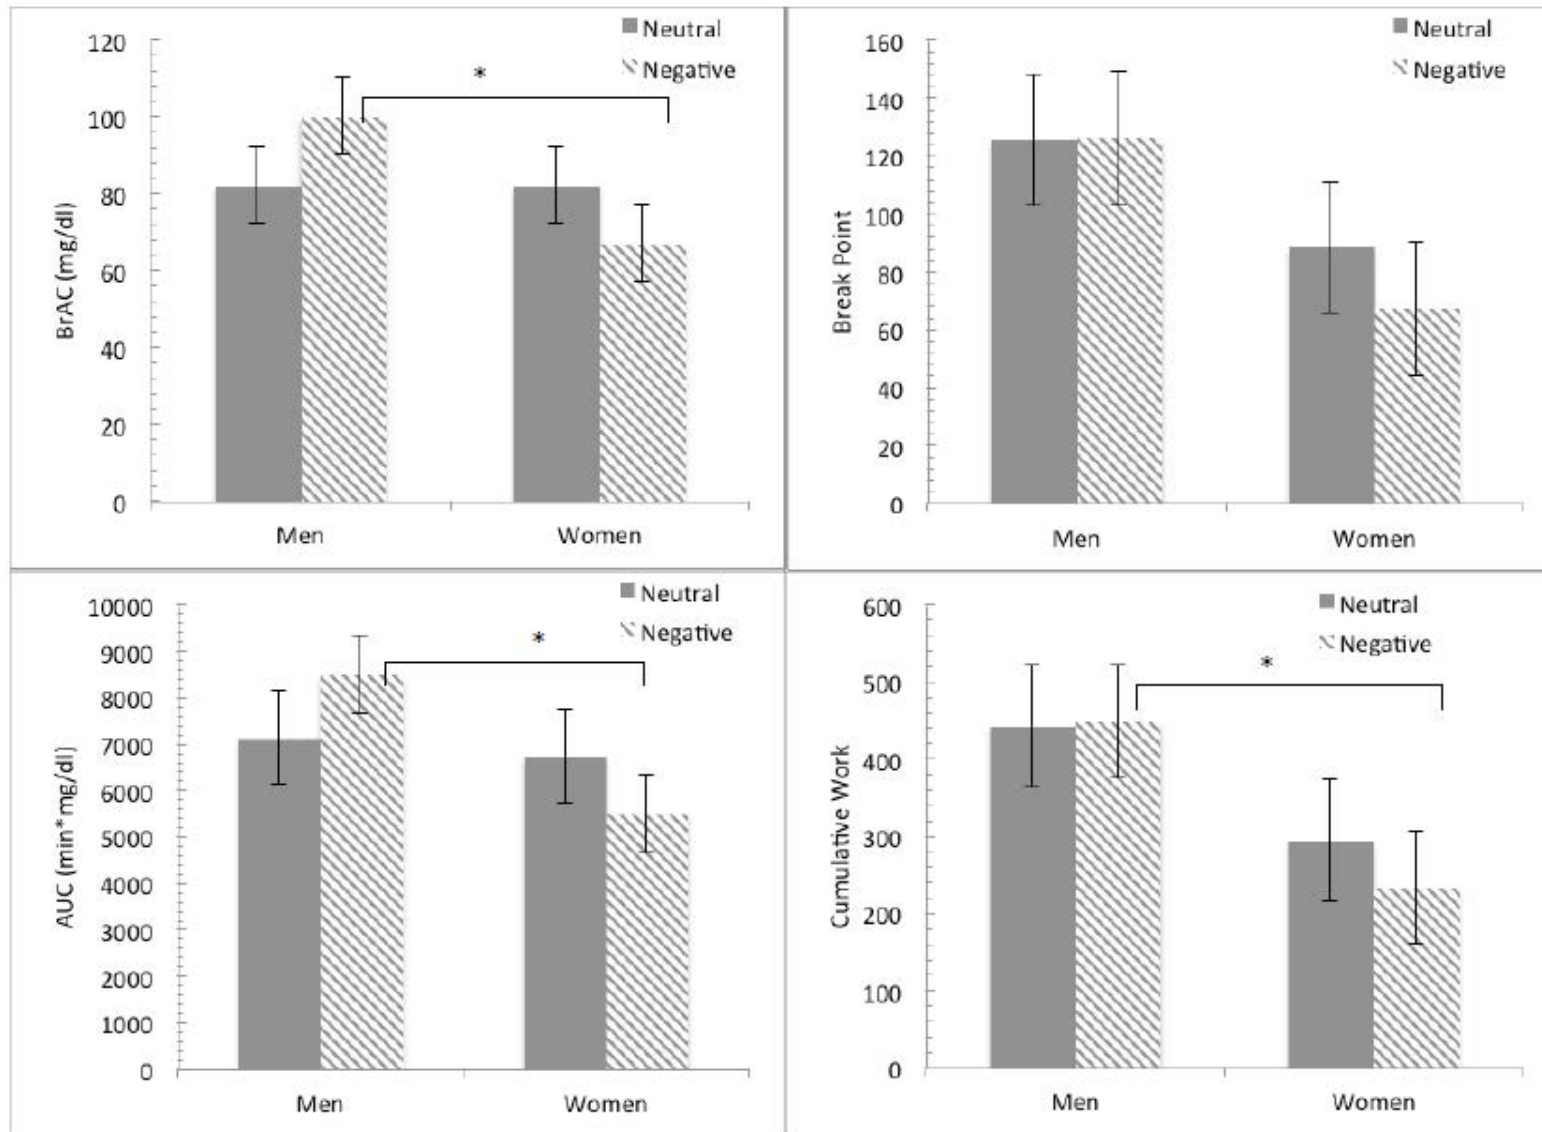 Neutral
Negative
*
BrAC (mg/dl)
120
100
80
60
40
20
0
Men
Women
Neutral
Negative
Break Point
160
140
120
100
80
60
40
20
0
Men
Women
Neutral
Negative
*
AUC (min*mg/dl)
10000
9000
8000
7000
6000
5000
4000
3000
2000
1000
0
Men
Women
Neutral
Negative
*
Cumulative Work
600
500
400
300
200
100
0
Men
Women